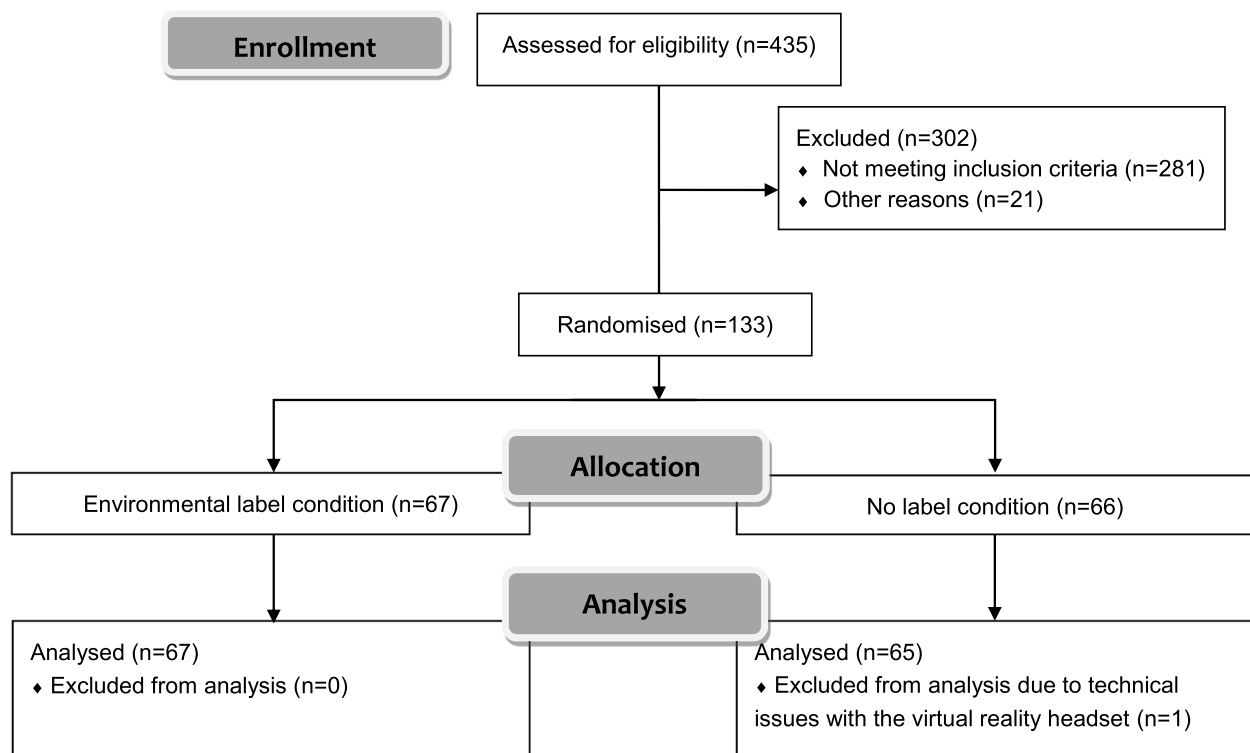 Enrollment
Assessed for eligibility (n=435)
Excluded (n=302)
⬧ Not meeting inclusion criteria (n=281)
⬧ Other reasons (n=21)
Randomised (n=133)
Allocation
Environmental label condition (n=67)
No label condition (n=66)
Analysis
Analysed (n=67)
⬧ Excluded from analysis (n=0)
Analysed (n=65)
⬧ Excluded from analysis due to technical
issues with the virtual reality headset (n=1)